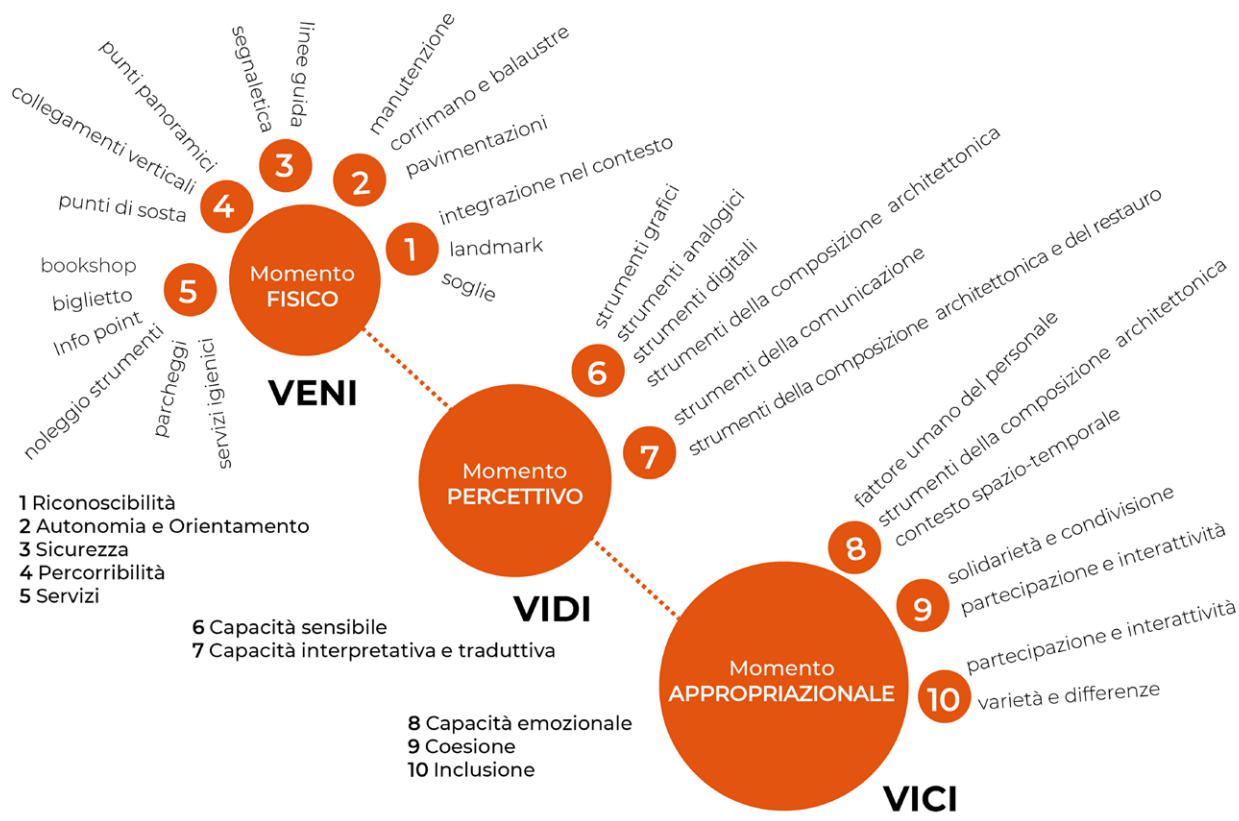 linee guida
segnaletica
punti panoramici
collegamenti verticali
punti di sosta
manutenzione
corrimano e balaustre
pavimentazioni
integrazione nel contesto
landmark
soglie
3
2
4
1
5
Momento
FISICO
bookshop
biglietto
Info point
noleggio strumenti
parcheggi
servizi igienici
VENI
strumenti grafici
strumenti analogici
strumenti digitali
strumenti della composizione architettonica
6
strumenti della comunicazione
strumenti della composizione architettonica e del restauro
7
Momento
PERCETTIVO
VIDI
1 Riconoscibilità
2 Autonomia e Orientamento
3 Sicurezza
4 Percorribilità
5 Servizi
6 Capacità sensibile
7 Capacità interpretativa e traduttiva
fattore umano del personale
strumenti della composizione architettonica
contesto spazio-temporale
8
solidarietà e condivisione
partecipazione e interattività
9
partecipazione e interattività
varietà e differenze
10
Momento
APPROPRIAZIONALE
8 Capacità emozionale
9 Coesione
10 Inclusione
VICI